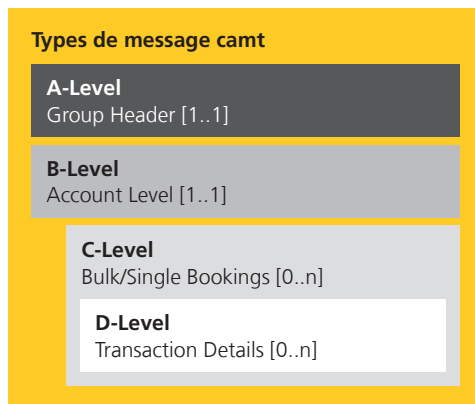 Types de message camt
A-Level
Group Header [1..1]
B-Level
Account Level [1..1]
C-Level
Bulk/Single Bookings [0..n]
D-Level
Transaction Details [0..n]